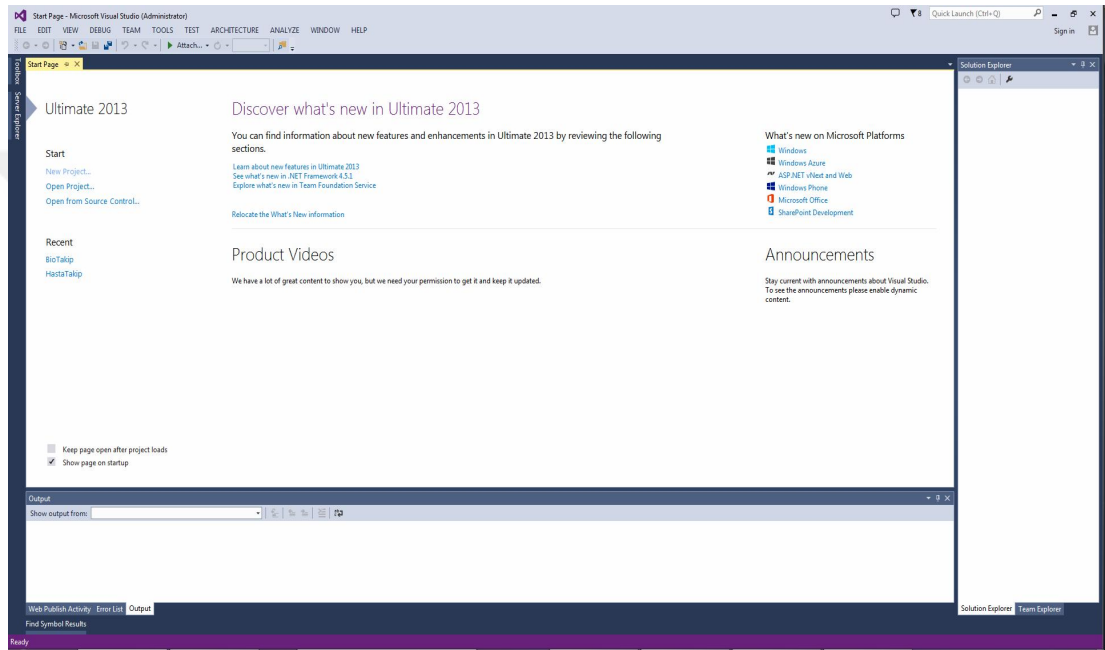 Start Page - Microsoft Visual Studio (Administrator)
8
Quick Launch (Ctrl+Q)
FILE EDIT VIEW DEBUG TEAM TOOLS TEST ARCHITECTURE ANALYZE WINDOW HELP
Sign in
Attach...
Toolbox
Server Explorer
Start Page
Ultimate 2013
Start
New Project...
Open Project...
Open from Source Control...
Recent
BioTakip
HastaTakip
Keep page open after project loads
Show page on startup
Discover what's new in Ultimate 2013
You can find information about new features and enhancements in Ultimate 2013 by reviewing the following
sections.
Learn about new features in Ultimate 2013
See what's new in .NET Framework 4.5.1
Explore what's new in Team Foundation Service
Relocate the What's New information
What's new on Microsoft Platforms
Windows
Windows Azure
ASP.NET vNext and Web
Windows Phone
Microsoft Office
SharePoint Development
Product Videos
We have a lot of great content to show you, but we need your permission to get it and keep it updated.
Announcements
Stay current with announcements about Visual Studio.
To see the announcements please enable dynamic
content.
Solution Explorer
Output
Show output from:
Web Publish Activity Error List Output
Solution Explorer Team Explorer
Find Symbol Results
Ready